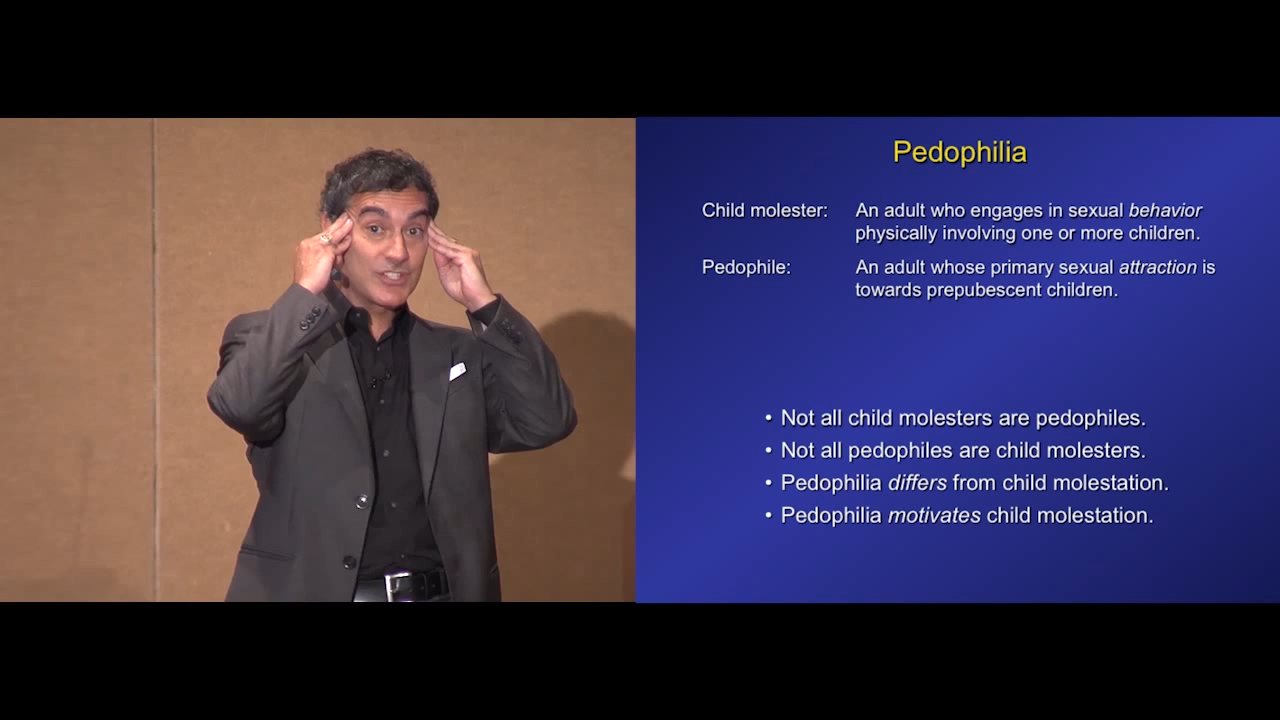 Pedophilia
Child molester: An adult who engages in sexual behavior
physically involving one or more children.
Pedophile: An adult whose primary sexual attraction is
towards prepubescent children.
• Not all child molesters are pedophiles.
• Not all pedophiles are child molesters.
• Pedophilia differs from child molestation.
• Pedophilia motivates child molestation.